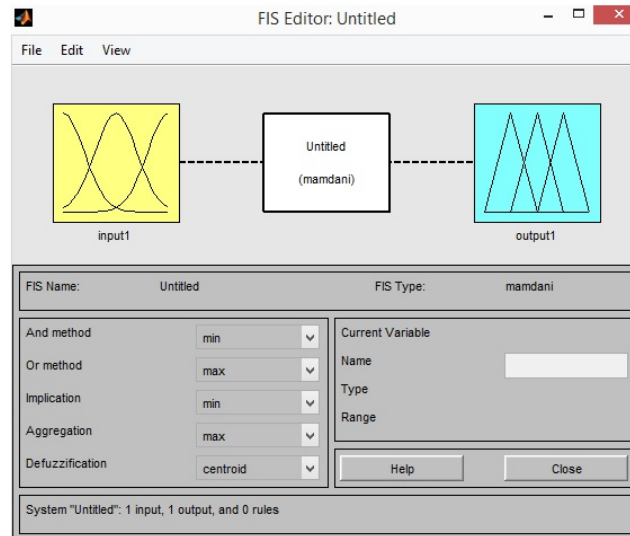 FIS Editor: Untitled
File Edit View
Untitled
(mamdani)
input1
output1
FIS Name: Untitled FIS Type: mamdani
And method min
Or method max
Implication min
Aggregation max
Defuzzification centroid
Current Variable
Name
Type
Range
Help Close
System "Untitled": 1 input, 1 output, and 0 rules